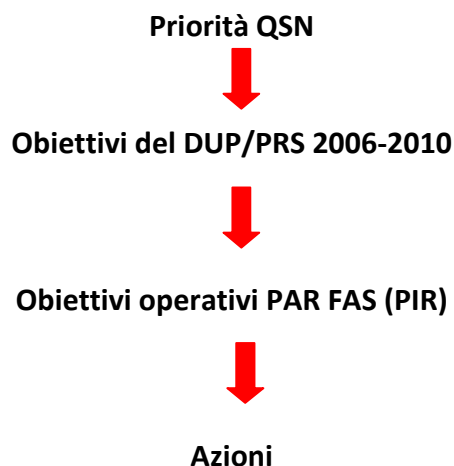 Priorità QSN
Obiettivi del DUP/PRS 2006-2010
Obiettivi operativi PAR FAS (PIR)
Azioni